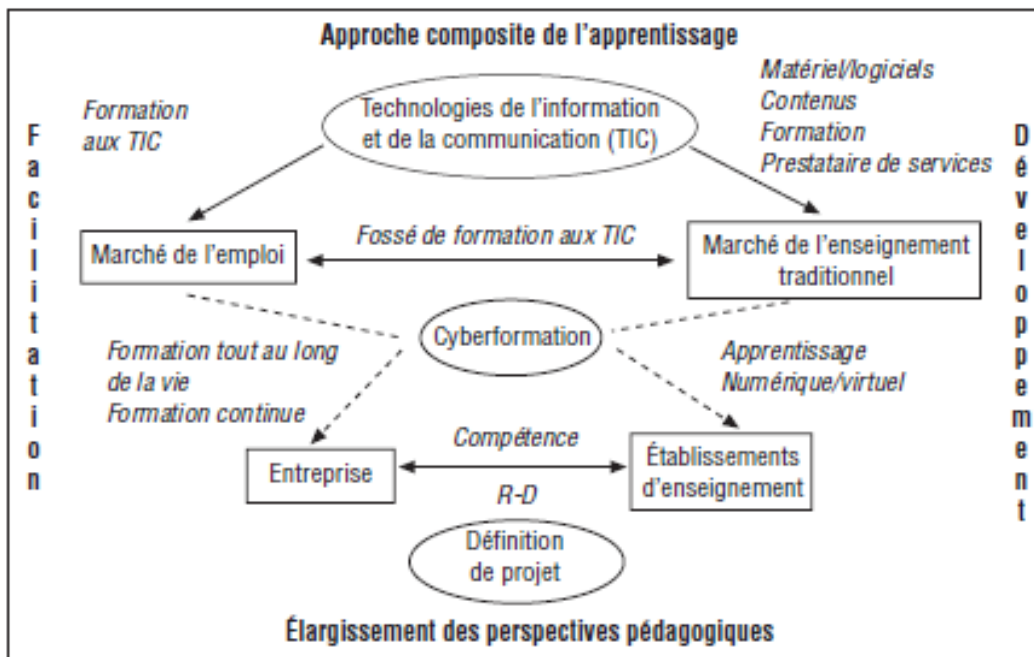 Approche composite de l'apprentissage
Formation
aux TIC
Technologies de l'information
et de la communication (TIC)
Matériel/logiciels
Contenus
Formation
Prestataire de services
Facilitation
Développement
Marché de l'emploi
Fossé de formation aux TIC
Marché de l'enseignement
traditionnel
Cyberformation
Formation tout au long
de la vie
Formation continue
Apprentissage
Numérique/virtuel
Entreprise
Compétence
R-D
Établissements
d'enseignement
Définition
de projet
Élargissement des perspectives pédagogiques